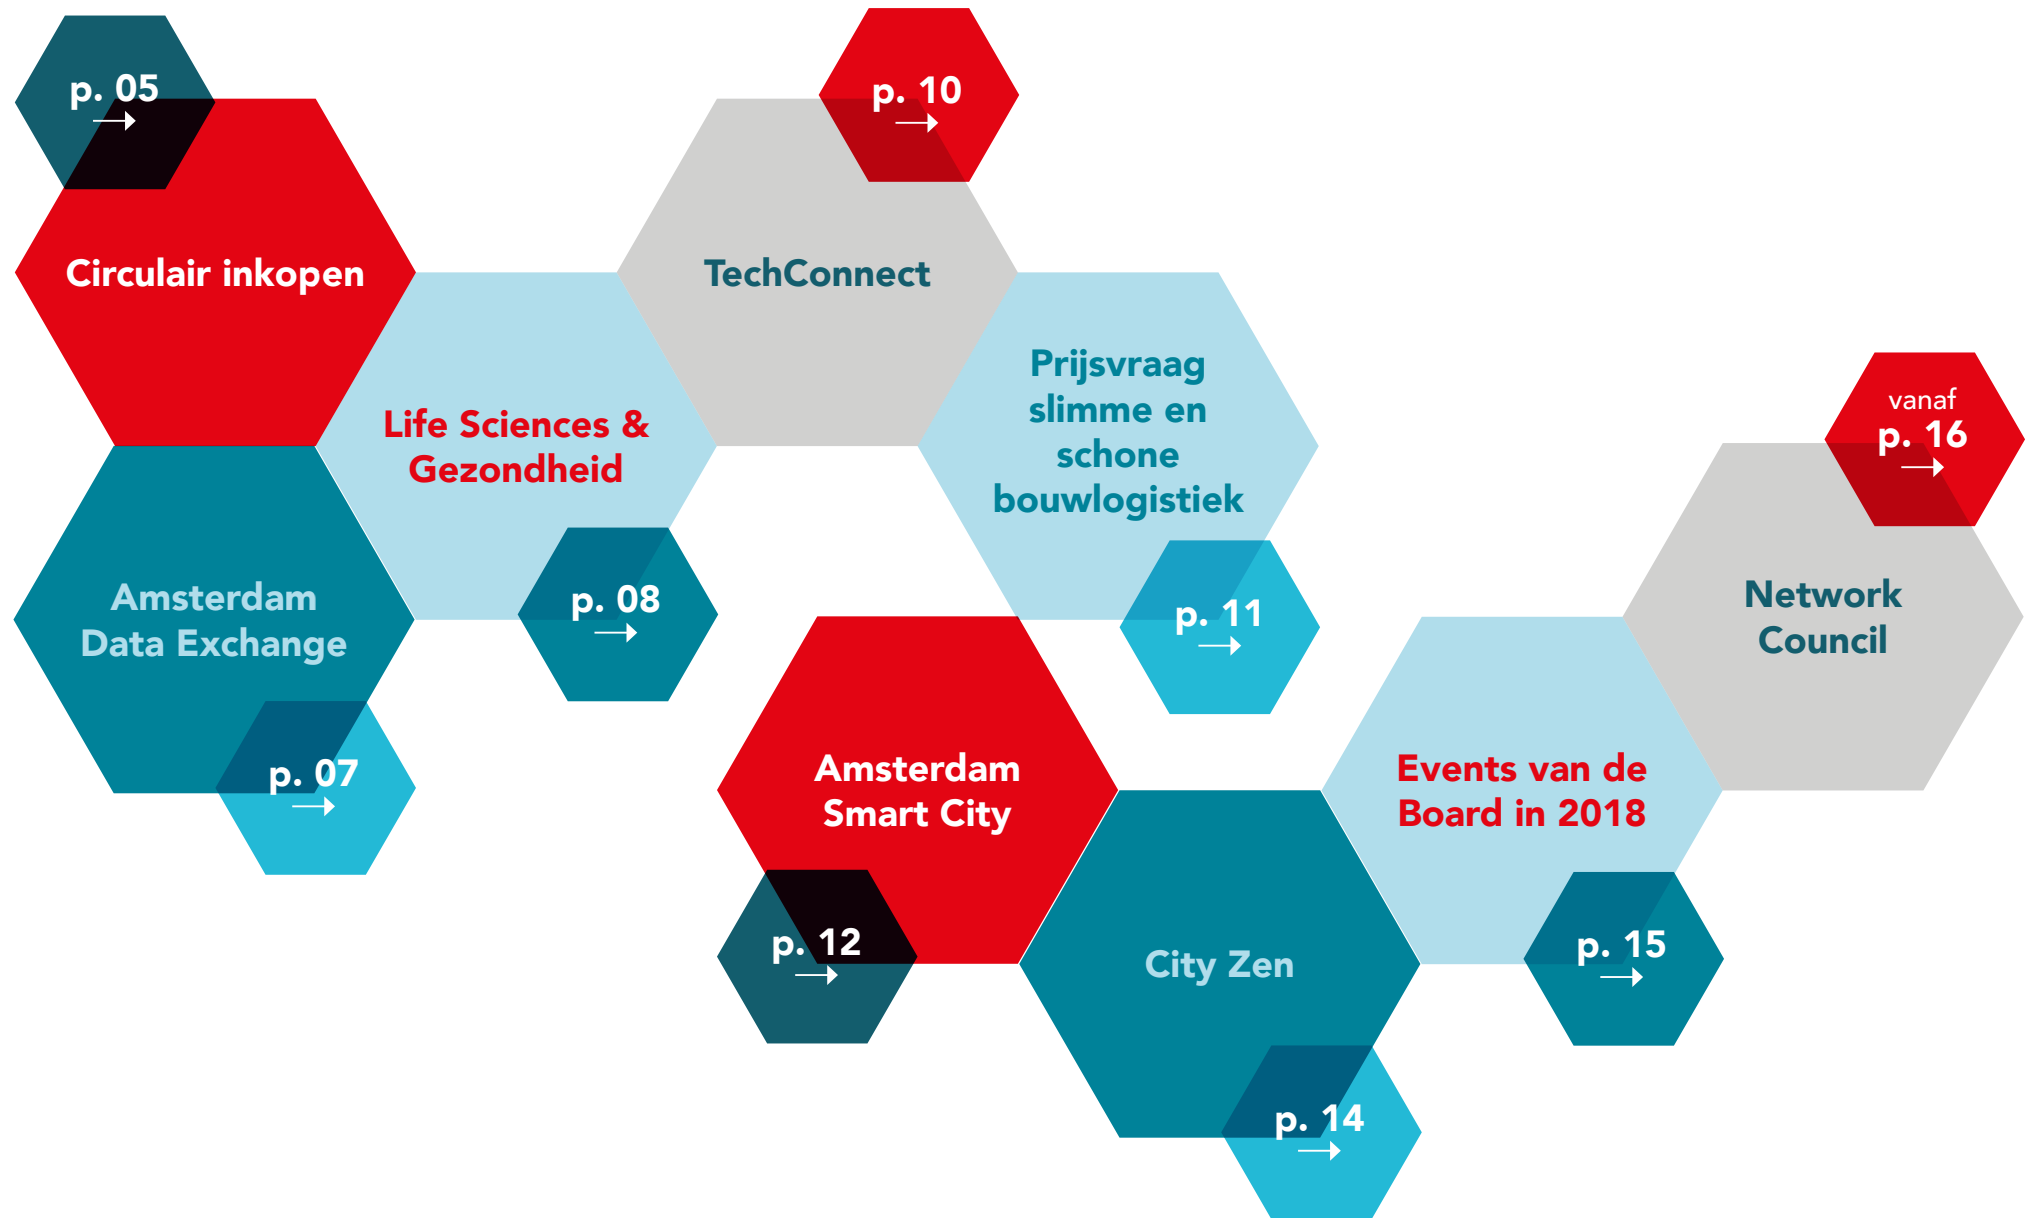 p. 05
Circulair inkopen
Amsterdam
Data Exchange
p. 07
Life Sciences &
Gezondheid
p. 08
TechConnect
p. 10
Prijsvraag
slimme en
schone
bouwlogistiek
p. 11
Amsterdam
Smart City
p. 12
City Zen
p. 14
Events van de
Board in 2018
p. 15
Network
Council
vanaf
p. 16